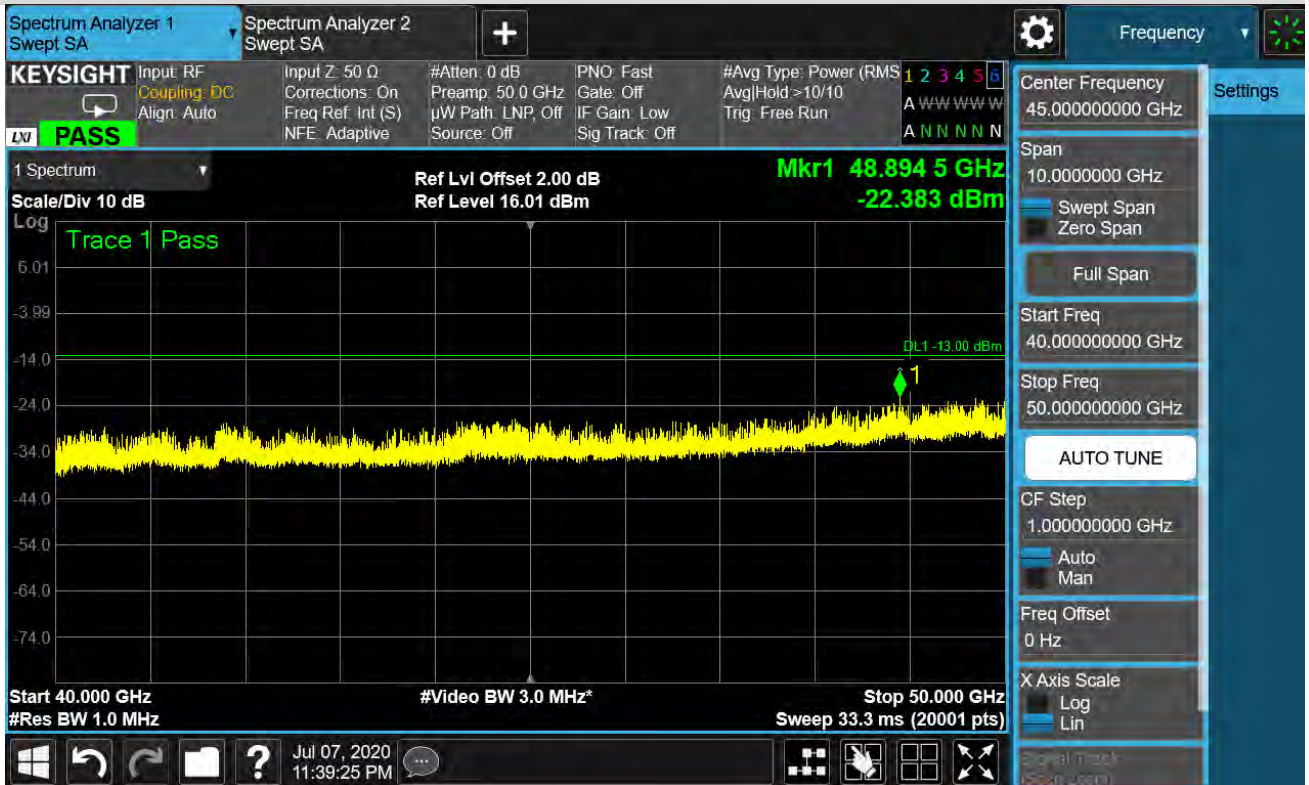 Spectrum Analyzer 1
Swept SA
Spectrum Analyzer 2
Swept SA
+
Frequency
KEYSIGHT
LXI PASS
Input: RF
Coupling: DC
Align: Auto
Input Z: 50 Ω
Corrections: On
Freq Ref: Int (S)
NFE: Adaptive
#Atten: 0 dB
Preamp: 50.0 GHz
µW Path: LNP, Off
Source: Off
PNO: Fast
Gate: Off
IF Gain: Low
Sig Track: Off
#Avg Type: Power (RMS
Avg|Hold:>10/10
Trig: Free Run
1 2 3 4 5 6
A W W W W W
A N N N N N
1 Spectrum
Scale/Div 10 dB
Ref Lvl Offset 2.00 dB
Ref Level 16.01 dBm
Mkr1 48.894 5 GHz
-22.383 dBm
Log
Trace 1 Pass
6.01
-3.99
-14.0
-24.0
-34.0
-44.0
-54.0
-64.0
-74.0
DL1 -13.00 dBm
1
Start 40.000 GHz
#Res BW 1.0 MHz
#Video BW 3.0 MHz*
Stop 50.000 GHz
Sweep 33.3 ms (20001 pts)
Center Frequency
45.000000000 GHz
Span
10.0000000 GHz
Swept Span
Zero Span
Full Span
Start Freq
40.000000000 GHz
Stop Freq
50.000000000 GHz
AUTO TUNE
CF Step
1.000000000 GHz
Auto
Man
Freq Offset
0 Hz
X Axis Scale
Log
Lin
Signal Track
(Span Zoom)
Settings
?
Jul 07, 2020
11:39:25 PM